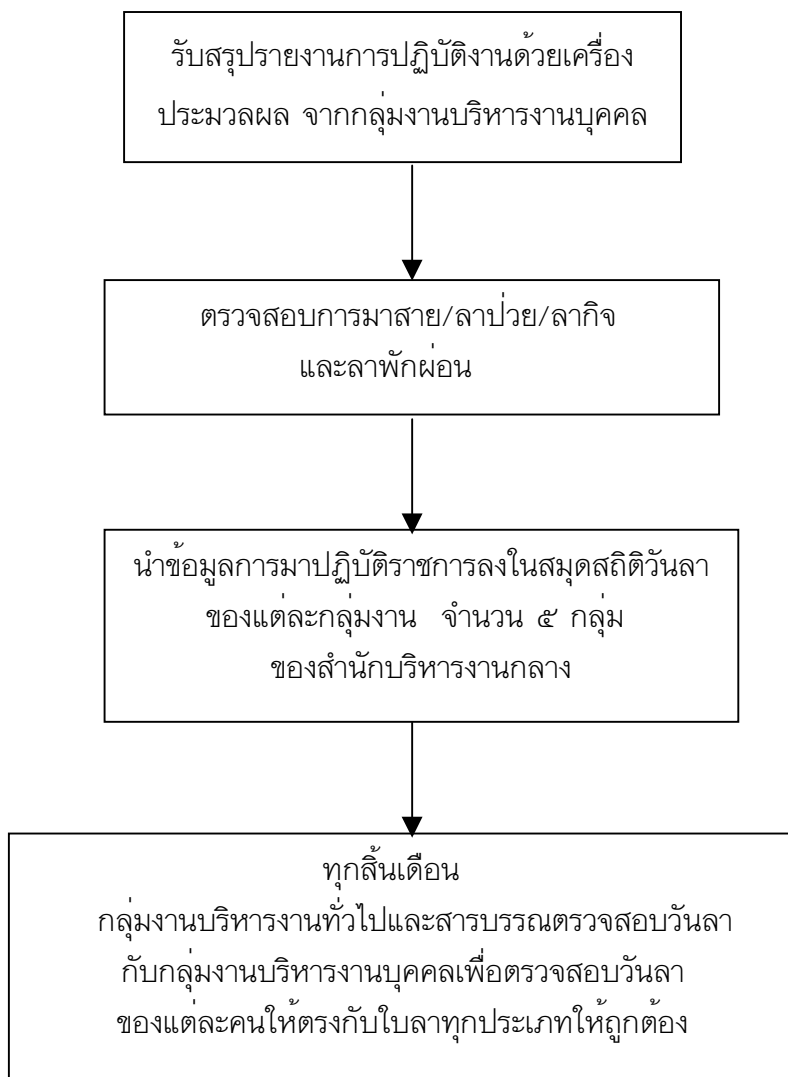 รับสรุปรายงานการปฏิบัติงานด้วยเครื่อง
ประมวลผล จากกลุ่มงานบริหารงานบุคคล
ตรวจสอบการมาสาย/ลาป่วย/ลากิจ
และลาพักผ่อน
นำข้อมูลการมาปฏิบัติราชการลงในสมุดสถิติวันลา
ของแต่ละกลุ่มงาน จำนวน ๕ กลุ่ม
ของสำนักบริหารงานกลาง
ทุกสิ้นเดือน
กลุ่มงานบริหารงานทั่วไปและสารบรรณตรวจสอบวันลา
กับกลุ่มงานบริหารงานบุคคลเพื่อตรวจสอบวันลา
ของแต่ละคนให้ตรงกับใบลาทุกประเภทให้ถูกต้อง